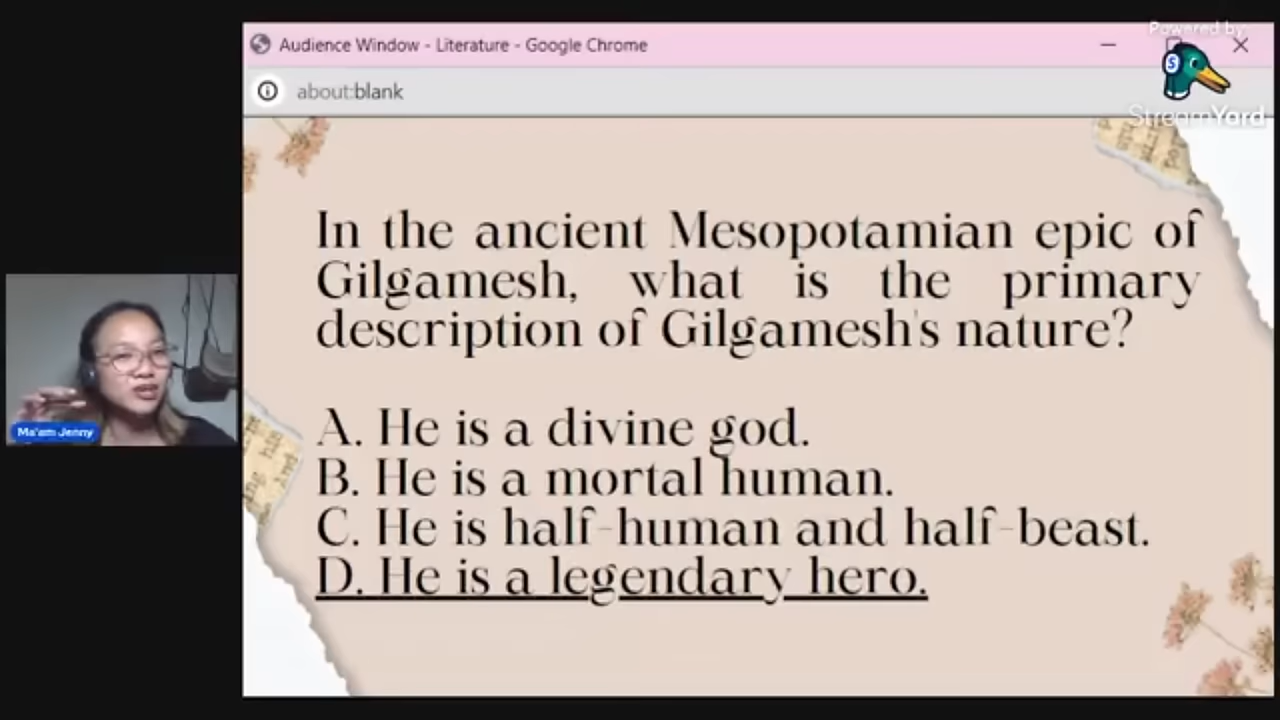 Audience Window - Literature - Google Chrome
Powered by
about:blank
StreamYard
In the ancient Mesopotamian epic of
Gilgamesh, what is the primary
description of Gilgamesh's nature?
A. He is a divine god.
B. He is a mortal human.
C. He is half-human and half-beast.
D. He is a legendary hero.
Ma'am Jenny